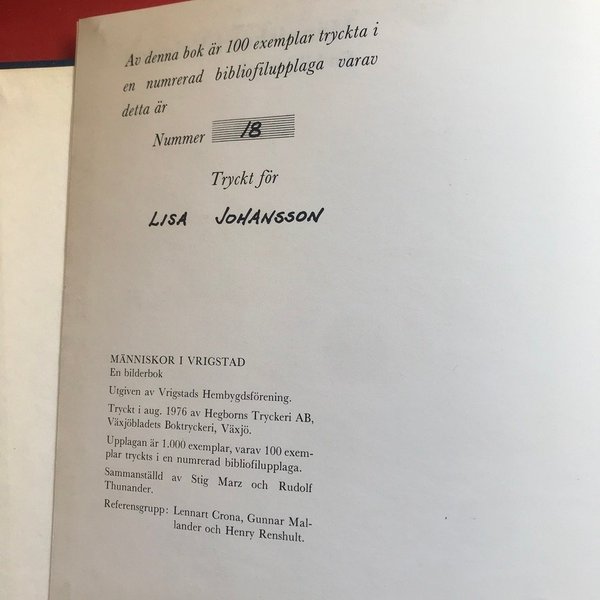 Av denna bok är 100 exemplar tryckta i
en numrerad bibliofilupplaga varav
detta är
Nummer 18
Tryckt för
LISA JOHANSSON
MÄNNISKOR I VRIGSTAD
En bilderbok
Utgiven av Vrigstads Hembygdsförening.
Tryckt i aug. 1976 av Hegborns Tryckeri AB,
Växjöbladets Boktryckeri, Växjö.
Upplagan är 1.000 exemplar, varav 100 exem-
plar tryckts i en numrerad bibliofilupplaga.
Sammanställd av Stig Marz och Rudolf
Thunander.
Referensgrupp: Lennart Crona, Gunnar Mal-
lander och Henry Renshult.